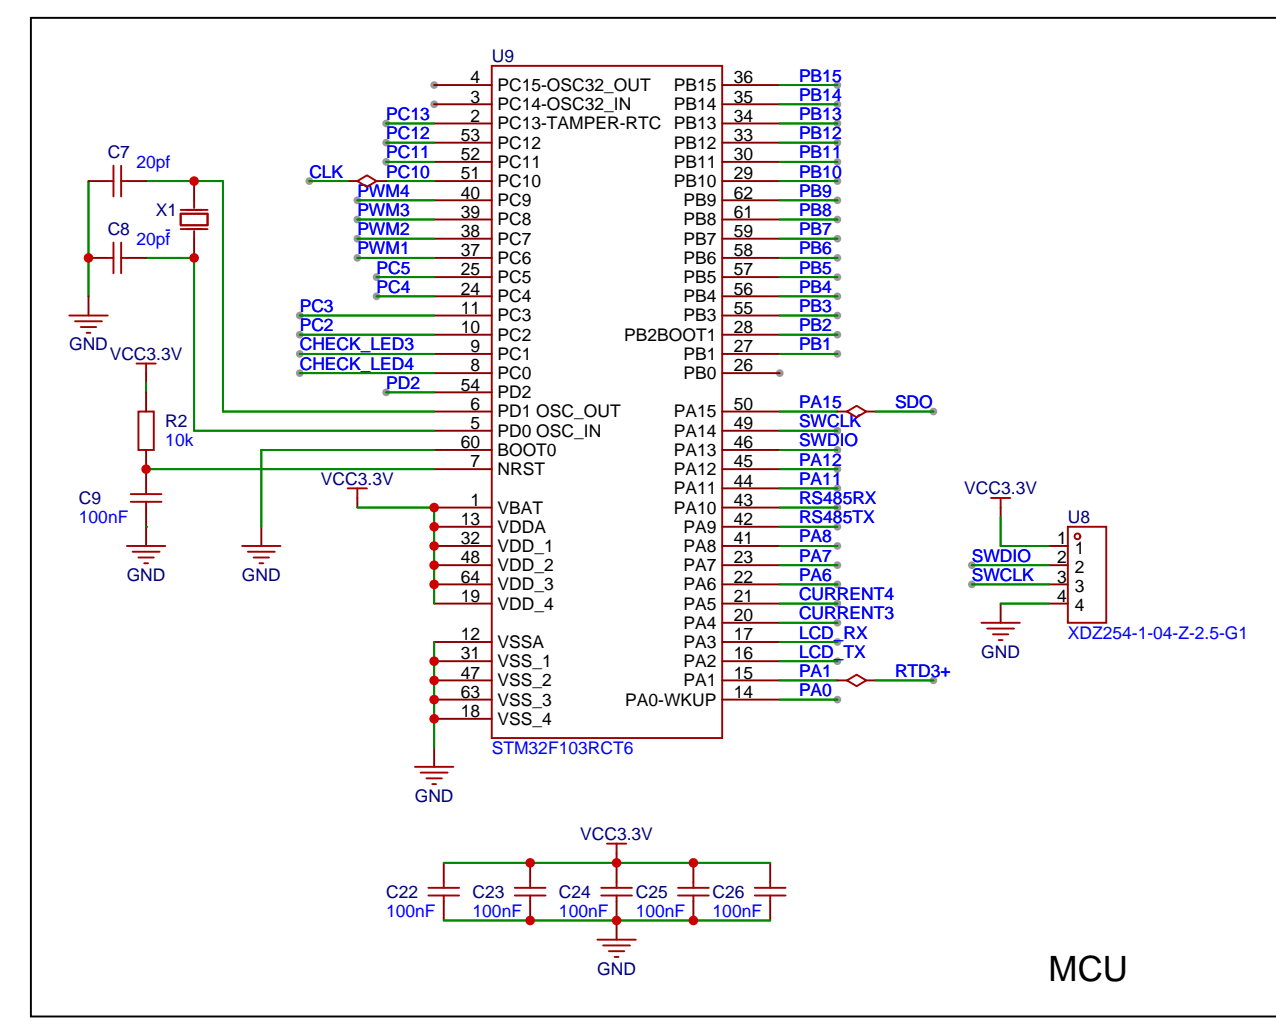 U9
4 PC15-OSC32_OUT PB15 36 PB15
3 PC14-OSC32_IN PB14 35 PB14
PC13 2 PC13-TAMPER-RTC PB13 34 PB13
PC12 53 PC12 PB12 33 PB12
PC11 52 PC11 PB11 30 PB11
CLK PC10 51 PC10 PB10 29 PB10
PWM4 40 PC9 PB9 62 PB9
PWM3 39 PC8 PB8 61 PB8
PWM2 38 PC7 PB7 59 PB7
PWM1 37 PC6 PB6 58 PB6
PC5 25 PC5 PB5 57 PB5
PC4 24 PC4 PB4 56 PB4
PC3 11 PC3 PB3 55 PB3
PC2 10 PC2 PB2BOOT1 28 PB2
CHECK_LED3 9 PC1 PB1 27 PB1
CHECK_LED4 8 PC0 PB0 26
PD2 54 PD2
6 PD1 OSC_OUT PA15 50 PA15 SDO
5 PD0 OSC_IN PA14 49 SWCLK
60 BOOT0 PA13 46 SWDIO
7 NRST PA12 45 PA12
PA11 44 PA11
VCC3.3V
1 VBAT PA10 43 RS485RX
13 VDDA PA9 42 RS485TX
32 VDD_1 PA8 41 PA8
48 VDD_2 PA7 23 PA7
64 VDD_3 PA6 22 PA6
19 VDD_4 PA5 21 CURRENT4
PA4 20 CURRENT3
12 VSSA PA3 17 LCD_RX
31 VSS_1 PA2 16 LCD_TX
47 VSS_2 PA1 15 PA1 RTD3+
63 VSS_3 PA0-WKUP 14 PA0
18 VSS_4
STM32F103RCT6
GND
C7
20pf
X1
C8
20pf
GND
VCC3.3V
R2
10k
C9
100nF
GND
GND
VCC3.3V
U8
1 1
SWDIO 2 2
SWCLK 3 3
4 4
XDZ254-1-04-Z-2.5-G1
GND
VCC3.3V
C22 C23 C24 C25 C26
100nF 100nF 100nF 100nF 100nF
GND
MCU